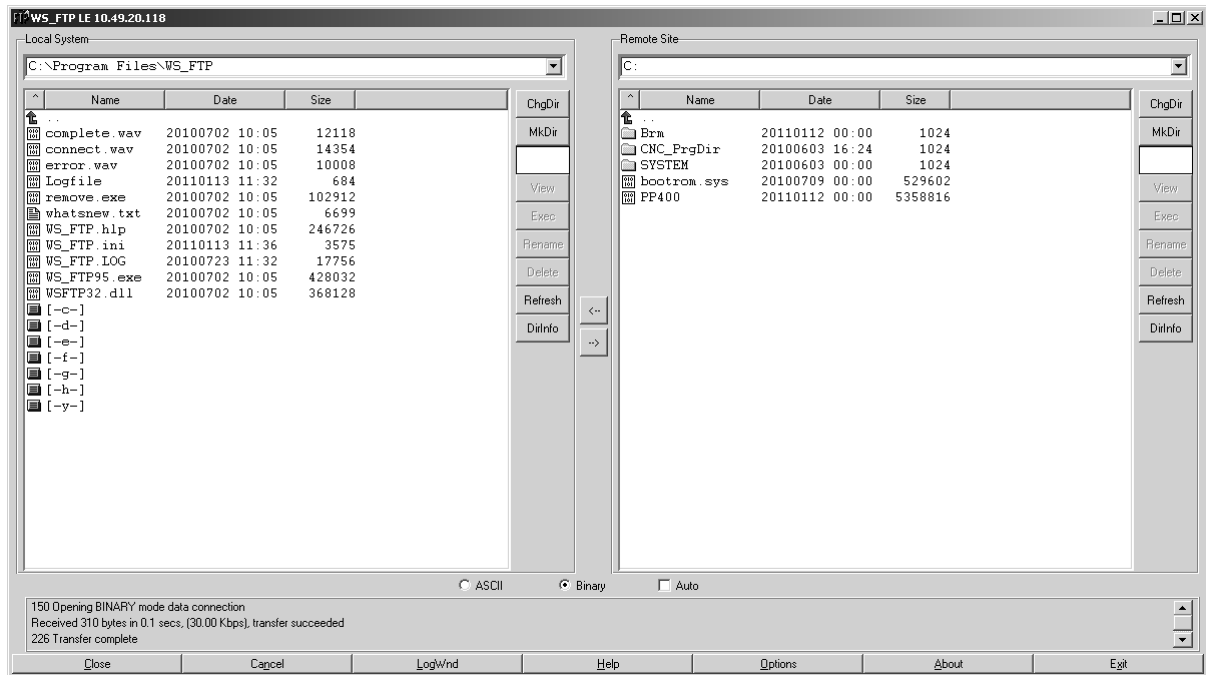 WS_FTP LE 10.49.20.118
Local System
C:\Program Files\WS_FTP
^ Name Date Size
..
complete.wav 20100702 10:05 12118
connect.wav 20100702 10:05 14354
error.wav 20100702 10:05 10008
Logfile 20110113 11:32 684
remove.exe 20100702 10:05 102912
whatsnew.txt 20100702 10:05 6699
WS_FTP.hlp 20100702 10:05 246726
WS_FTP.ini 20110113 11:36 3575
WS_FTP.LOG 20100723 11:32 17756
WS_FTP95.exe 20100702 10:05 428032
WSFTP32.dll 20100702 10:05 368128
[-c-]
[-d-]
[-e-]
[-f-]
[-g-]
[-h-]
[-y-]
ChgDir
MkDir
View
Exec
Rename
Delete
Refresh
DirInfo
<--
-->
Remote Site
C:
^ Name Date Size
..
Brm 20110112 00:00 1024
CNC_PrgDir 20100603 16:24 1024
SYSTEM 20100603 00:00 1024
bootrom.sys 20100709 00:00 529602
PP400 20110112 00:00 5358816
ChgDir
MkDir
View
Exec
Rename
Delete
Refresh
DirInfo
ASCII Binary Auto
150 Opening BINARY mode data connection
Received 310 bytes in 0.1 secs, (30.00 Kbps), transfer succeeded
226 Transfer complete
Close Cancel LogWnd Help Options About Exit